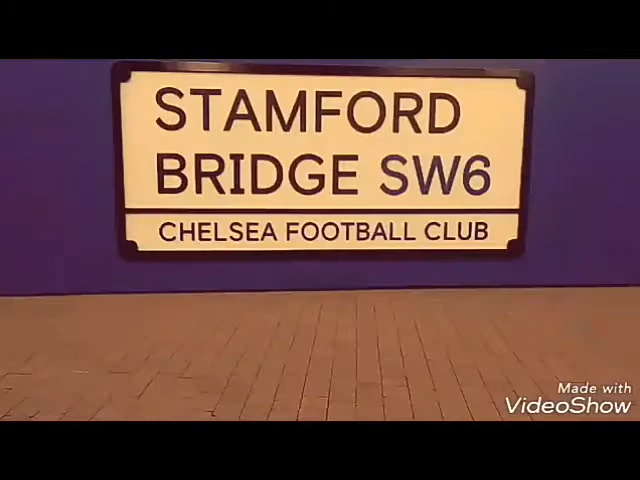 STAMFORD
BRIDGE SW6
CHELSEA FOOTBALL CLUB
Made with
VideoShow